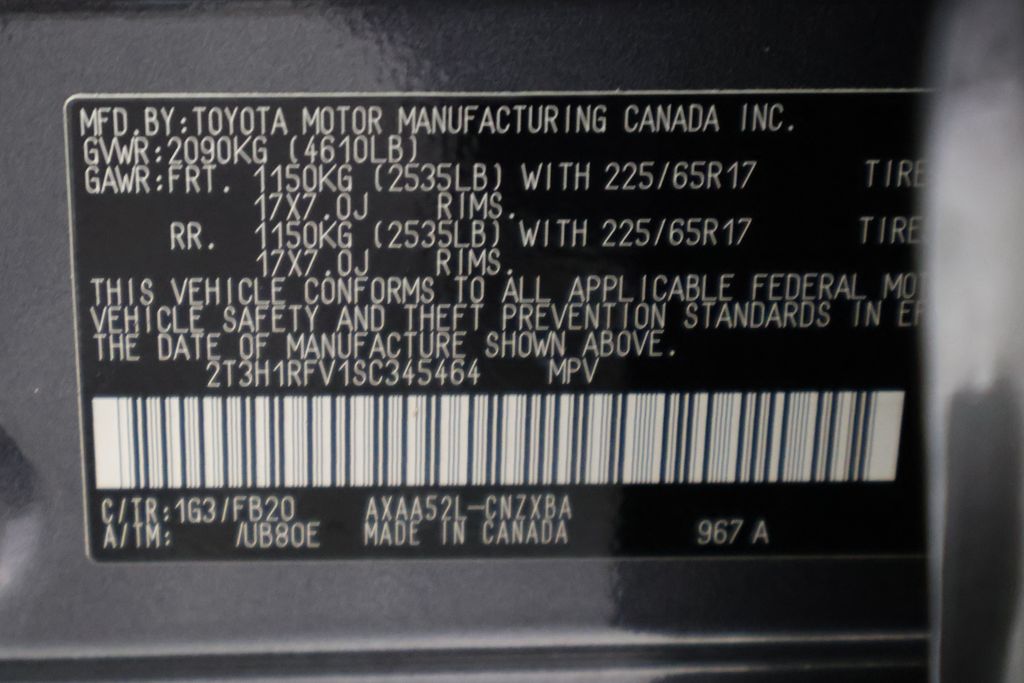 MFD.BY:TOYOTA MOTOR MANUFACTURING CANADA INC.
GVWR:2090KG (4610LB)
GAWR:FRT. 1150KG (2535LB) WITH 225/65R17 TIRE
17X7.0J RIMS.
RR. 1150KG (2535LB) WITH 225/65R17 TIRE
17X7.0J RIMS.
THIS VEHICLE CONFORMS TO ALL APPLICABLE FEDERAL MO
VEHICLE SAFETY AND THEFT PREVENTION STANDARDS IN
THE DATE OF MANUFACTURE SHOWN ABOVE.
2T3H1RFV1SC345464 MPV
C/TR:1G3/FB20 AXAA52L-CNZXBA
A/TM: /UB80E MADE IN CANADA 967 A